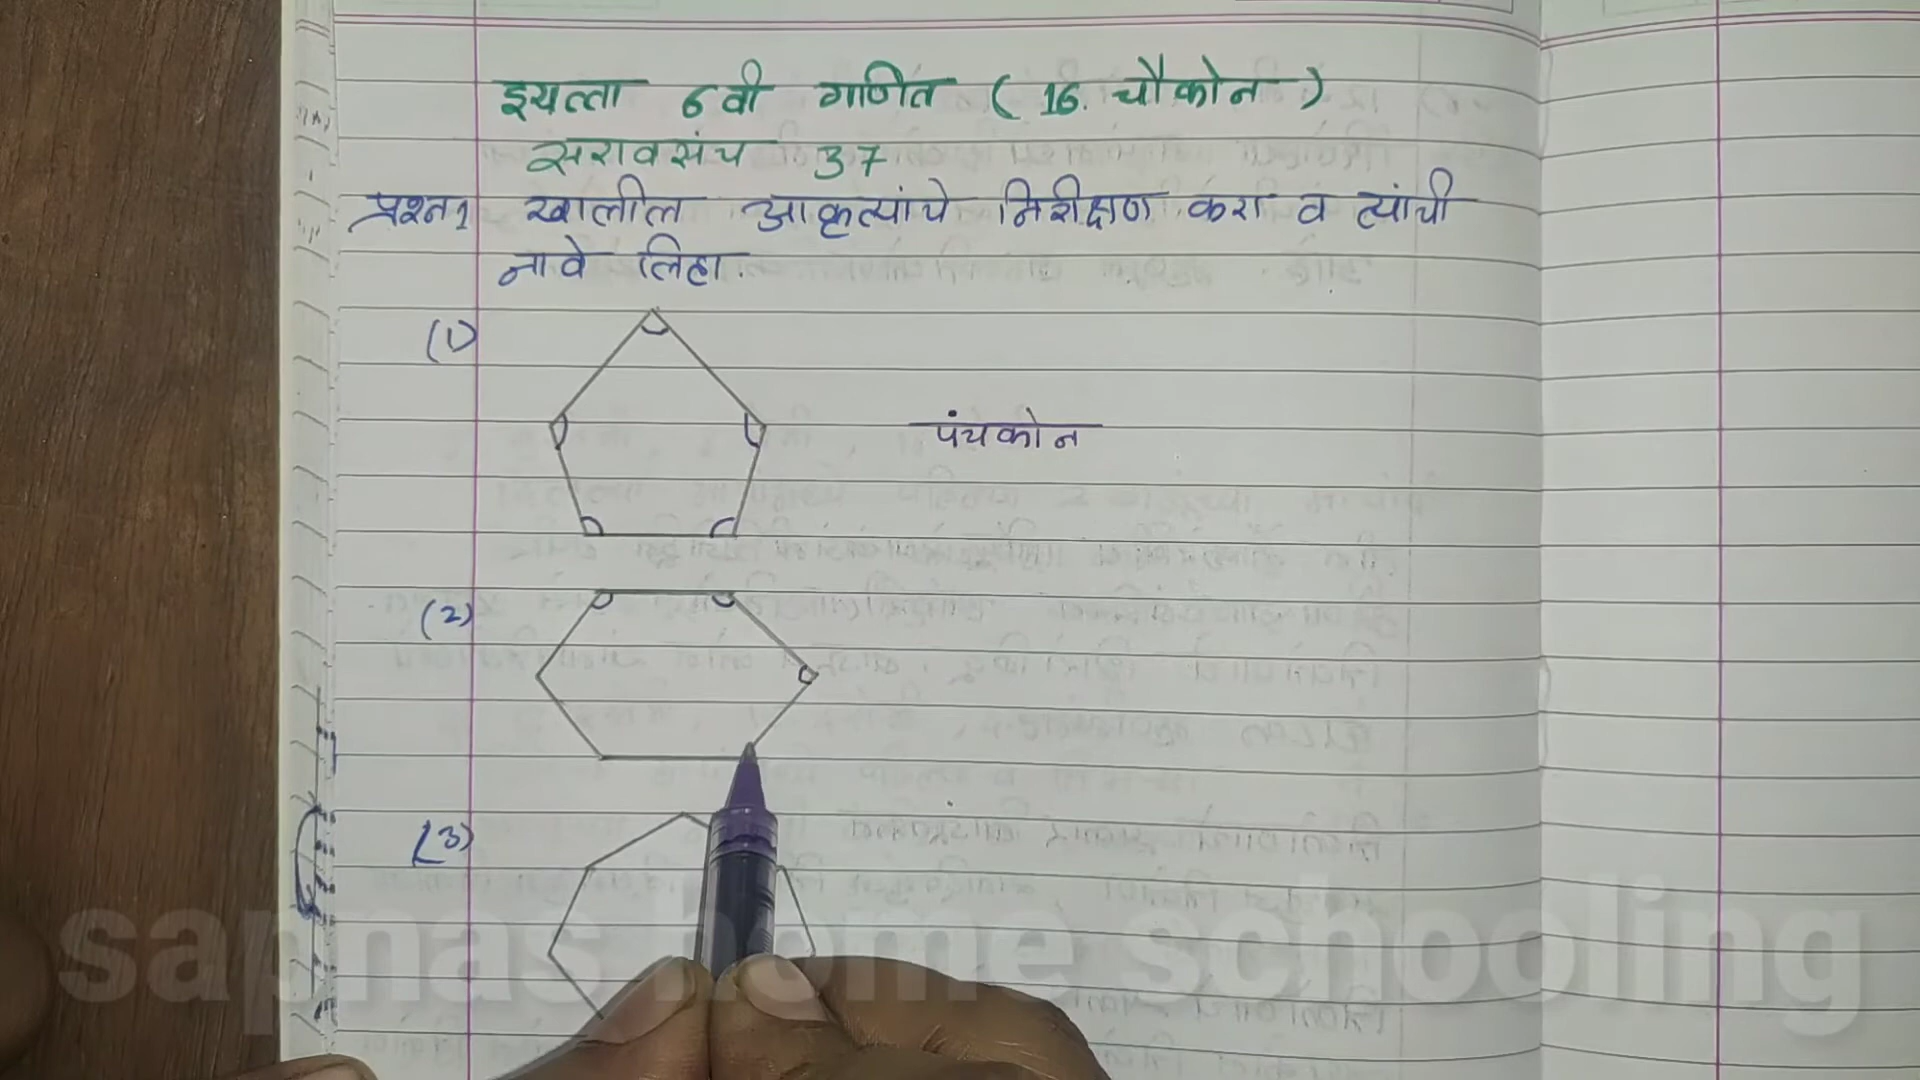 इयत्ता 6वी गणित ( 16. चौकोन )
सरावसंच 37
प्रश्न1 खालील आकृत्यांचे निरीक्षण करा व त्यांची
नावे लिहा.
(1)
पंचकोन
(2)
(3)
sapnas home schooling